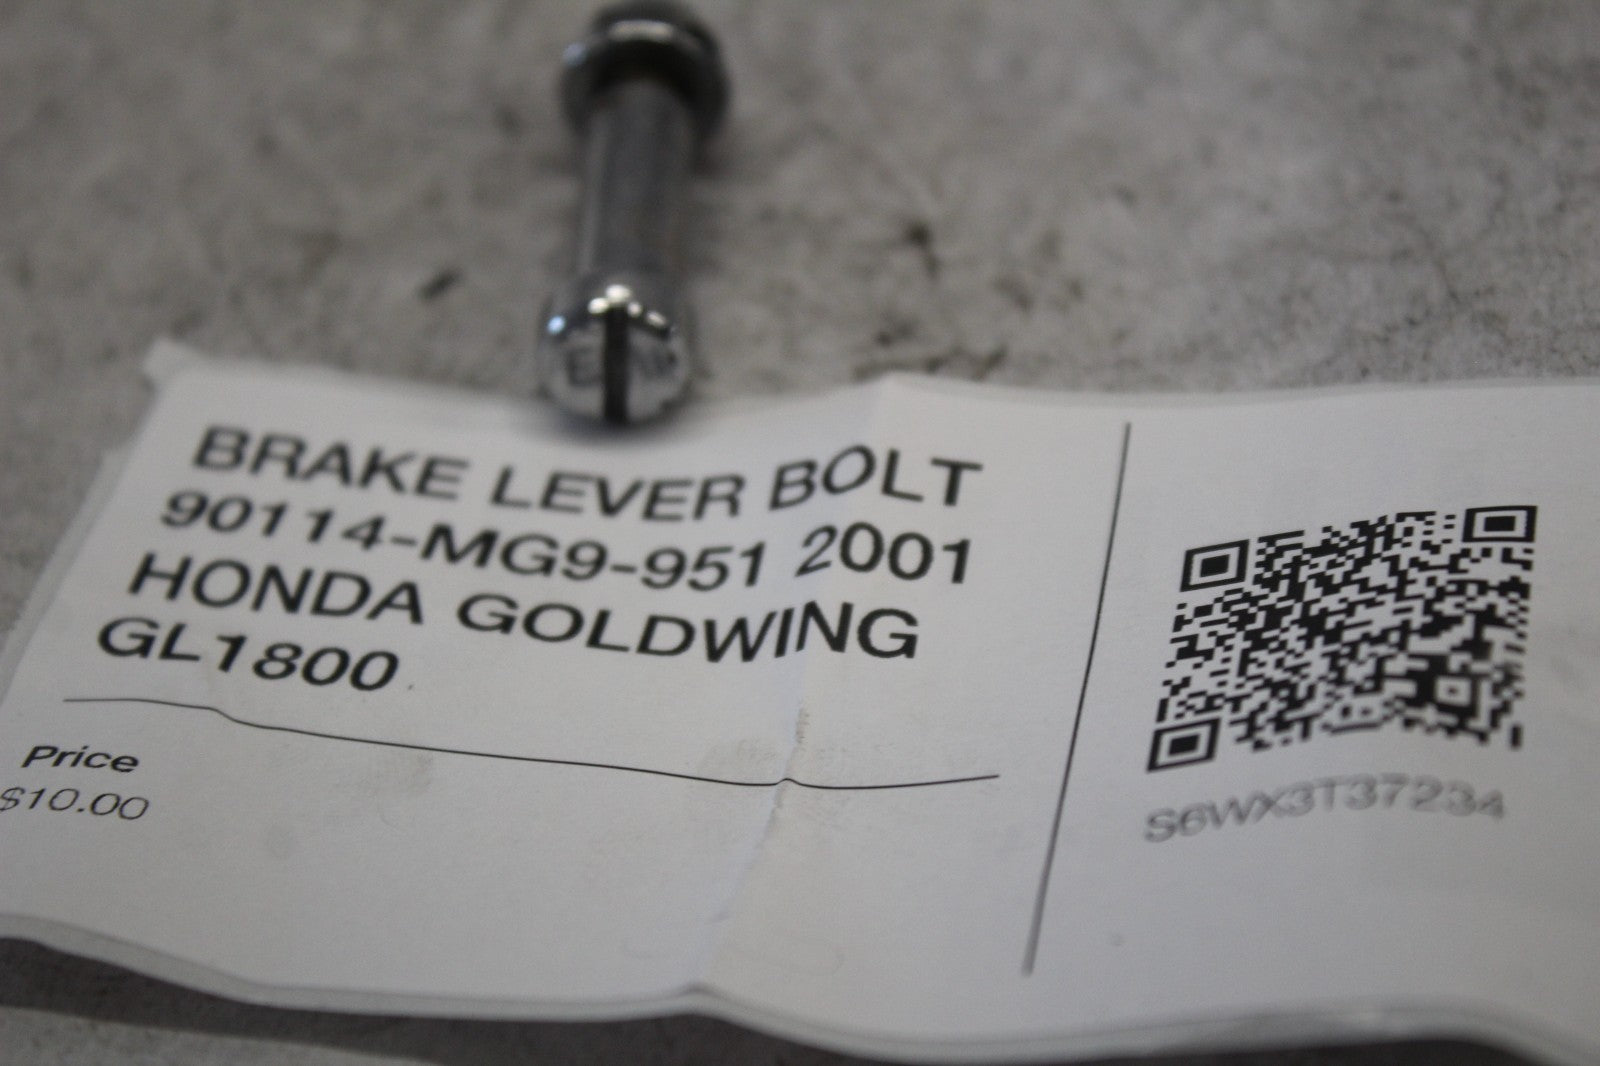 BRAKE LEVER BOLT
90114-MG9-951 2001
HONDA GOLDWING
GL1800
Price
$10.00
S6WX3T37234